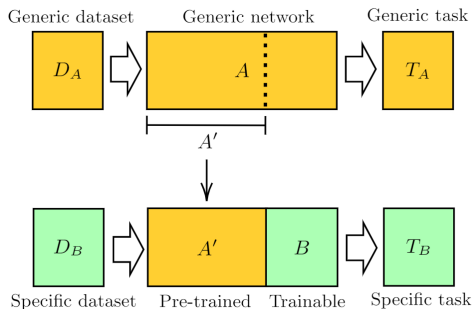 Generic dataset Generic network Generic task
D_A A T_A
A′
D_B A′ B T_B
Specific dataset Pre-trained Trainable Specific task